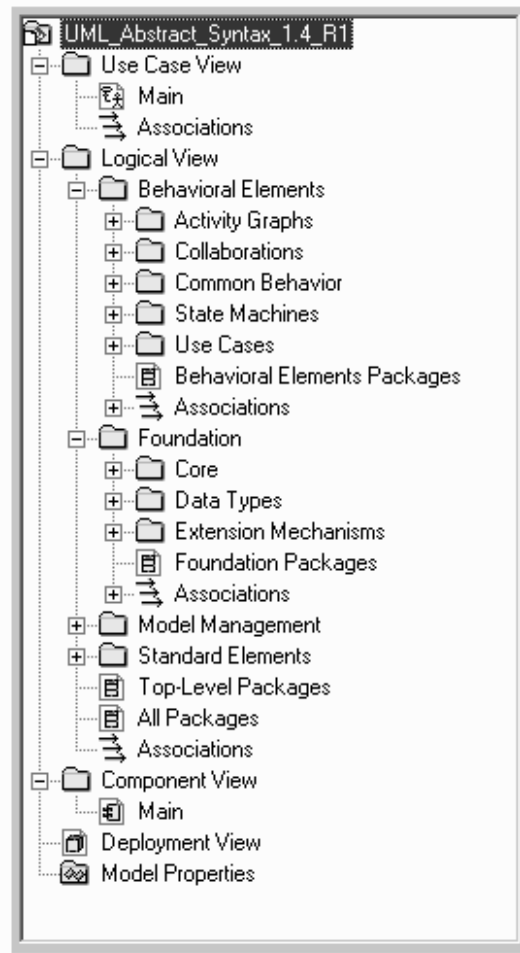 UML_Abstract_Syntax_1.4_R1
Use Case View
Main
Associations
Logical View
Behavioral Elements
Activity Graphs
Collaborations
Common Behavior
State Machines
Use Cases
Behavioral Elements Packages
Associations
Foundation
Core
Data Types
Extension Mechanisms
Foundation Packages
Associations
Model Management
Standard Elements
Top-Level Packages
All Packages
Associations
Component View
Main
Deployment View
Model Properties